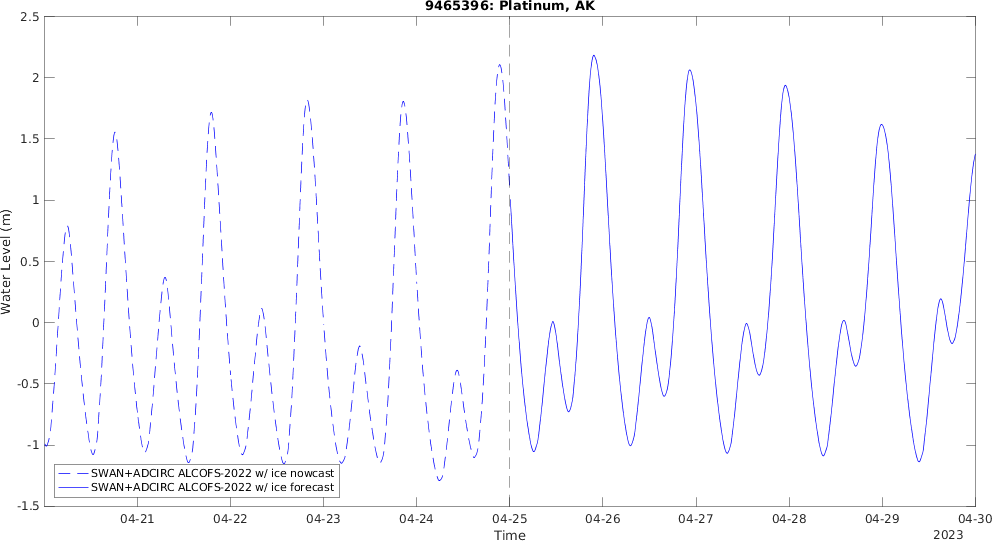 9465396: Platinum, AK
2.5
2
1.5
1
0.5
0
-0.5
-1
-1.5
Water Level (m)
SWAN+ADCIRC ALCOFS-2022 w/ ice nowcast
SWAN+ADCIRC ALCOFS-2022 w/ ice forecast
04-21 04-22 04-23 04-24 04-25 04-26 04-27 04-28 04-29 04-30
Time
2023